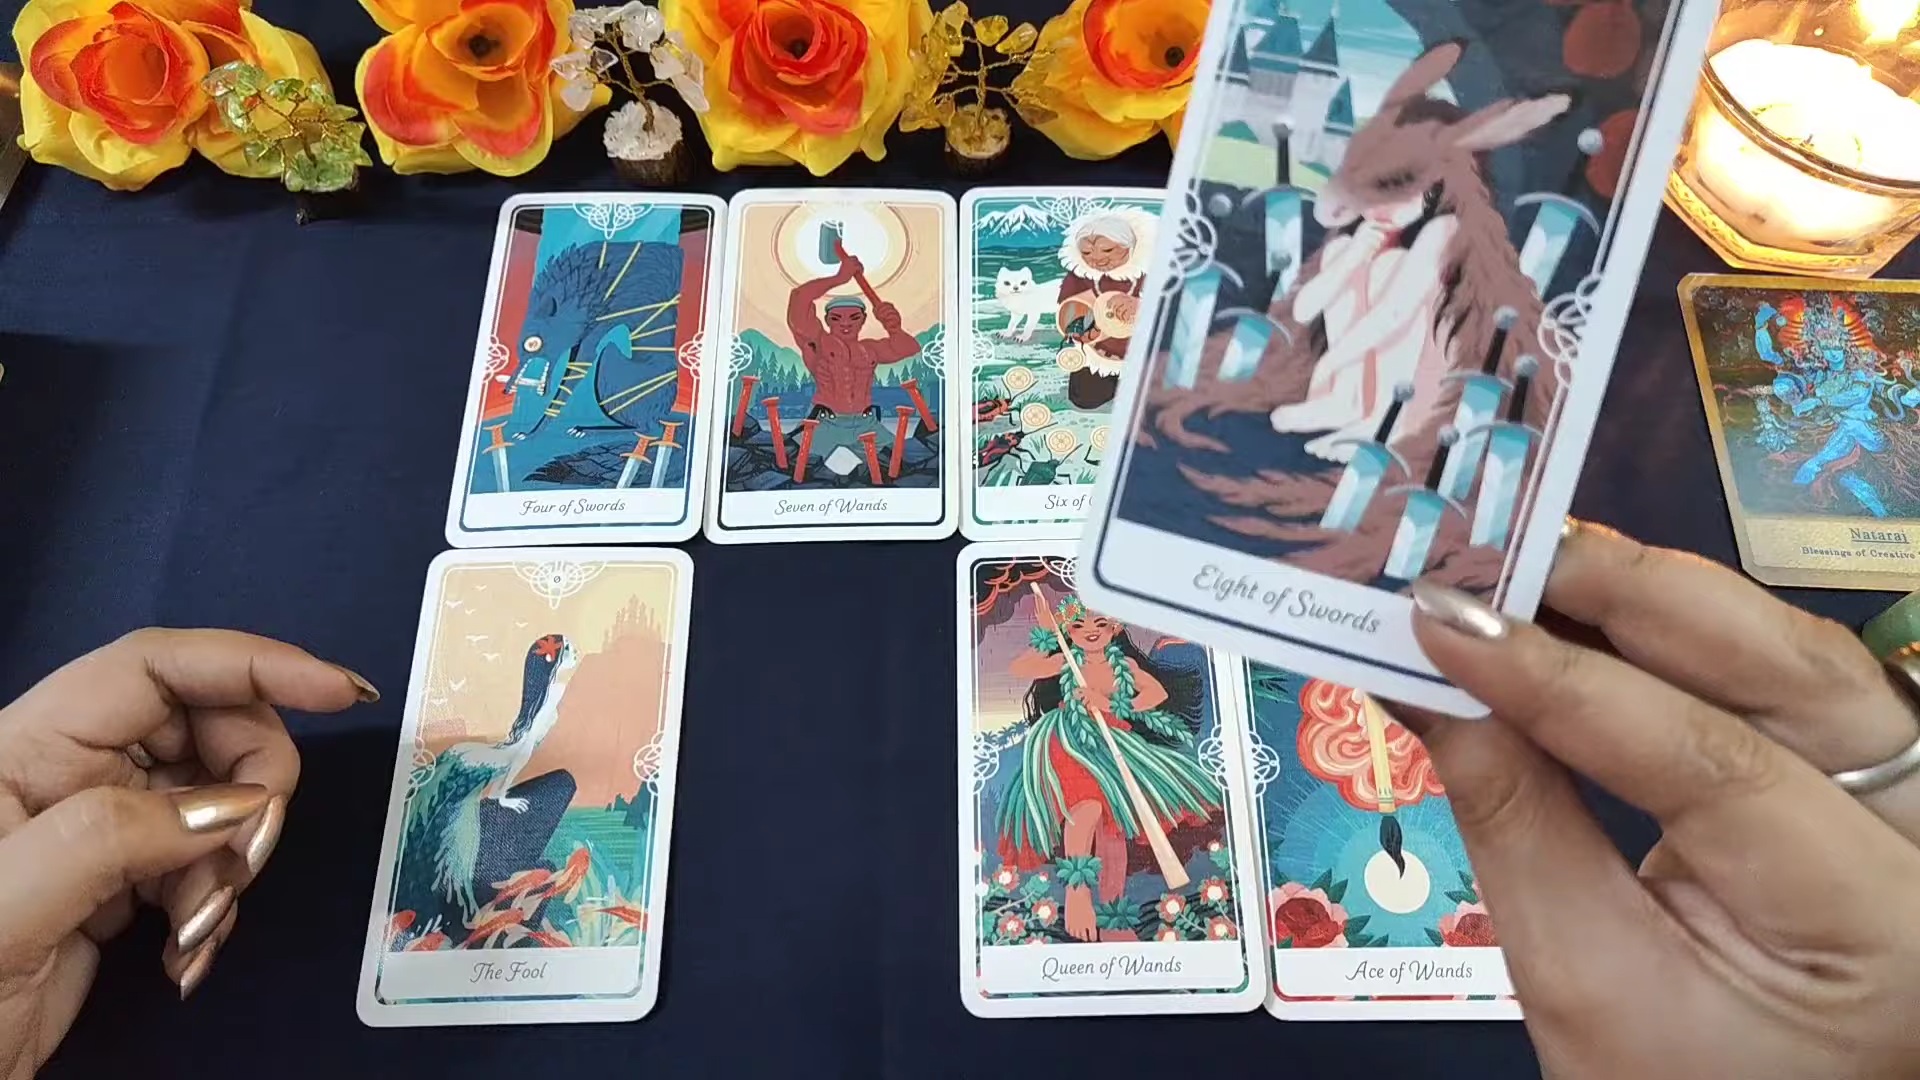 Four of Swords
Seven of Wands
Six of
Eight of Swords
Nataraj
Blessings of Creative
0
The Fool
Queen of Wands
Ace of Wands